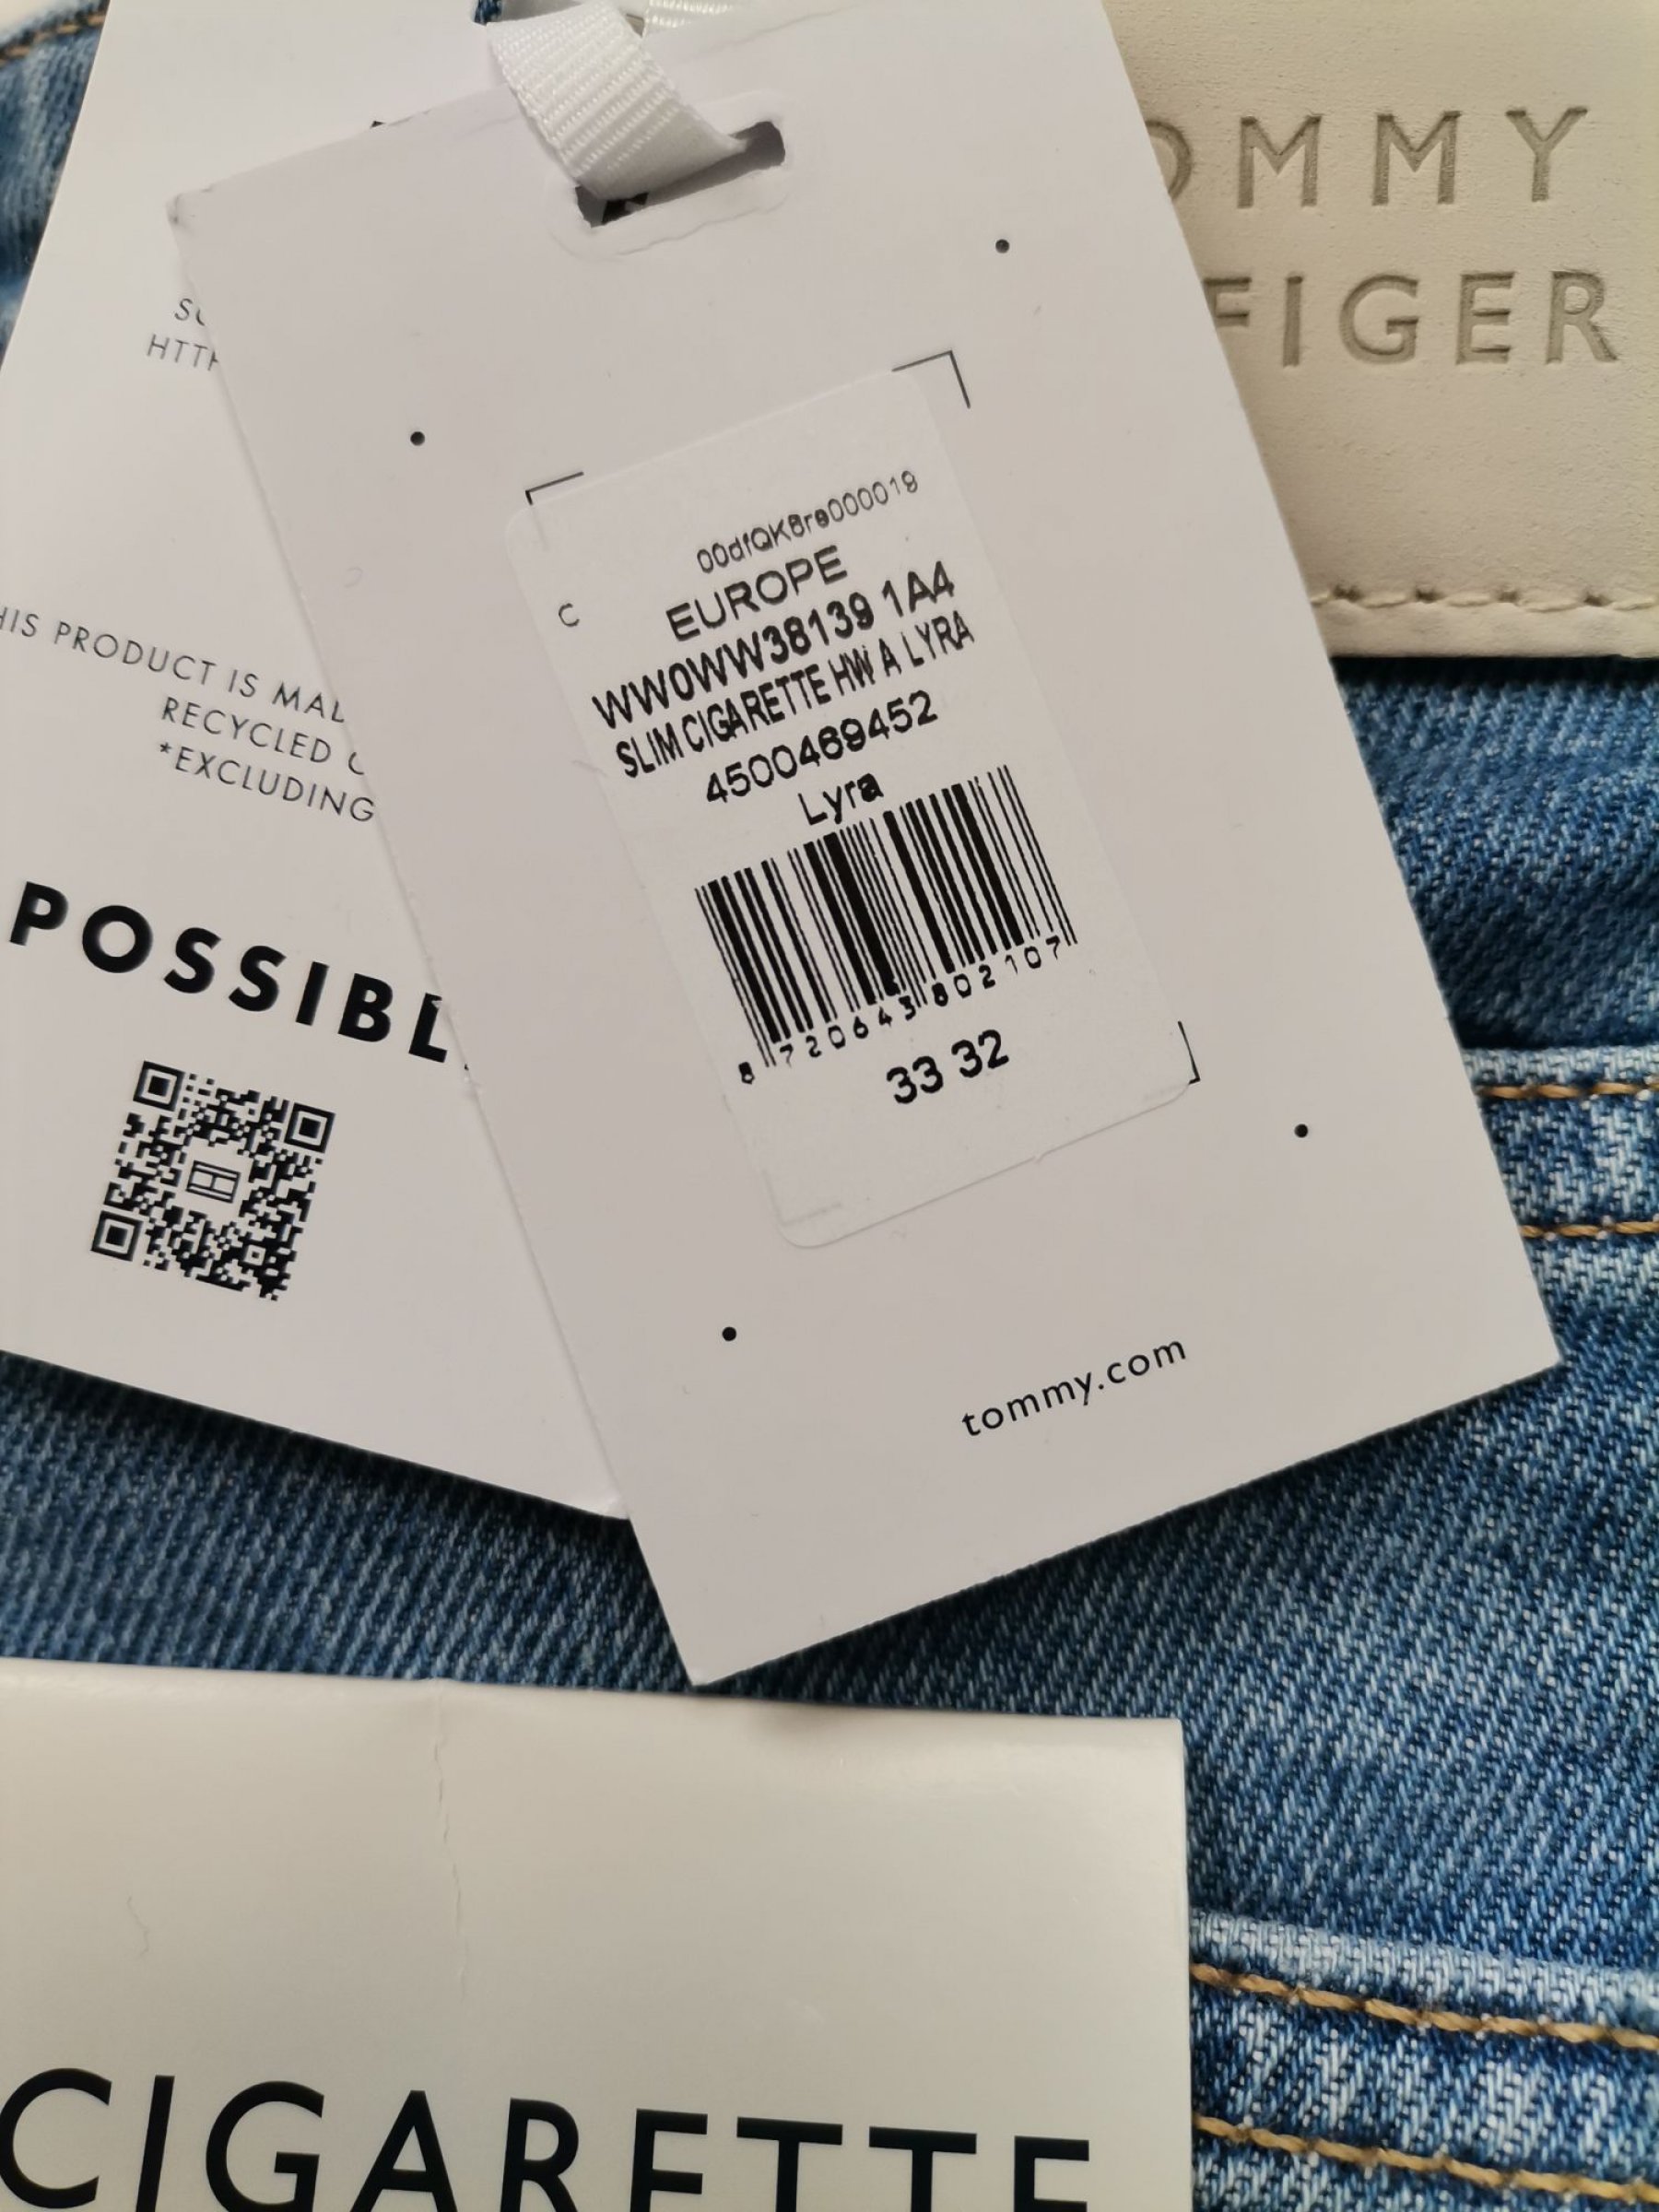 OMMY
FIGER
HTTP
HIS PRODUCT IS MA
RECYCLED
*EXCLUDING
POSSIBL
00dfQK6re000019
C
EUROPE
WW0WW38139 1A4
SLIM CIGARETTE HW A LYRA
4500469452
Lyra
8 720643 802107
33 32
tommy.com
CIGARETTE